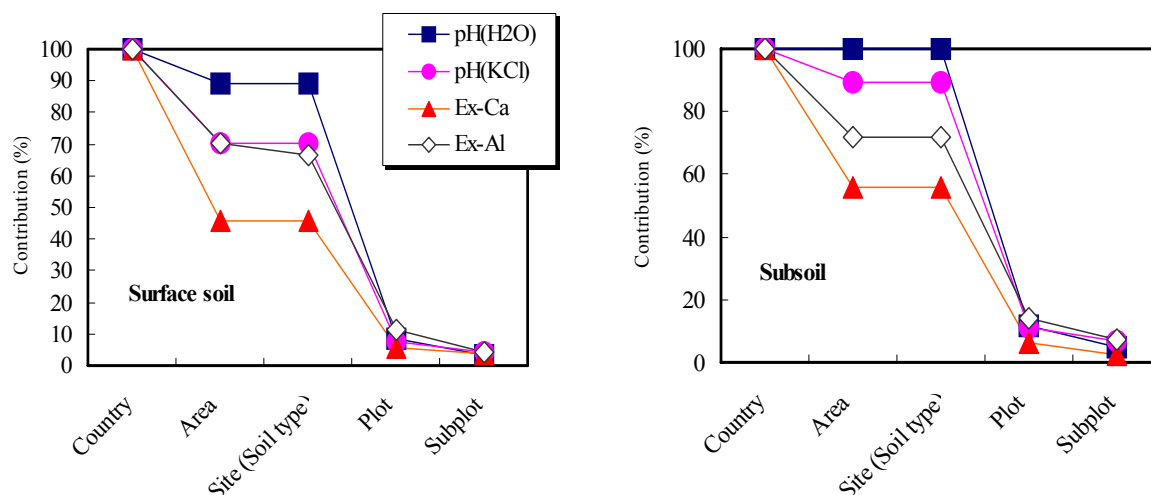 pH(H2O)
pH(KCl)
Ex-Ca
Ex-Al
Contribution (%)
100
90
80
70
60
50
40
30
20
10
0
Surface soil
Country
Area
Site (Soil type)
Plot
Subplot
Contribution (%)
100
80
60
40
20
0
Subsoil
Country
Area
Site (Soil type)
Plot
Subplot